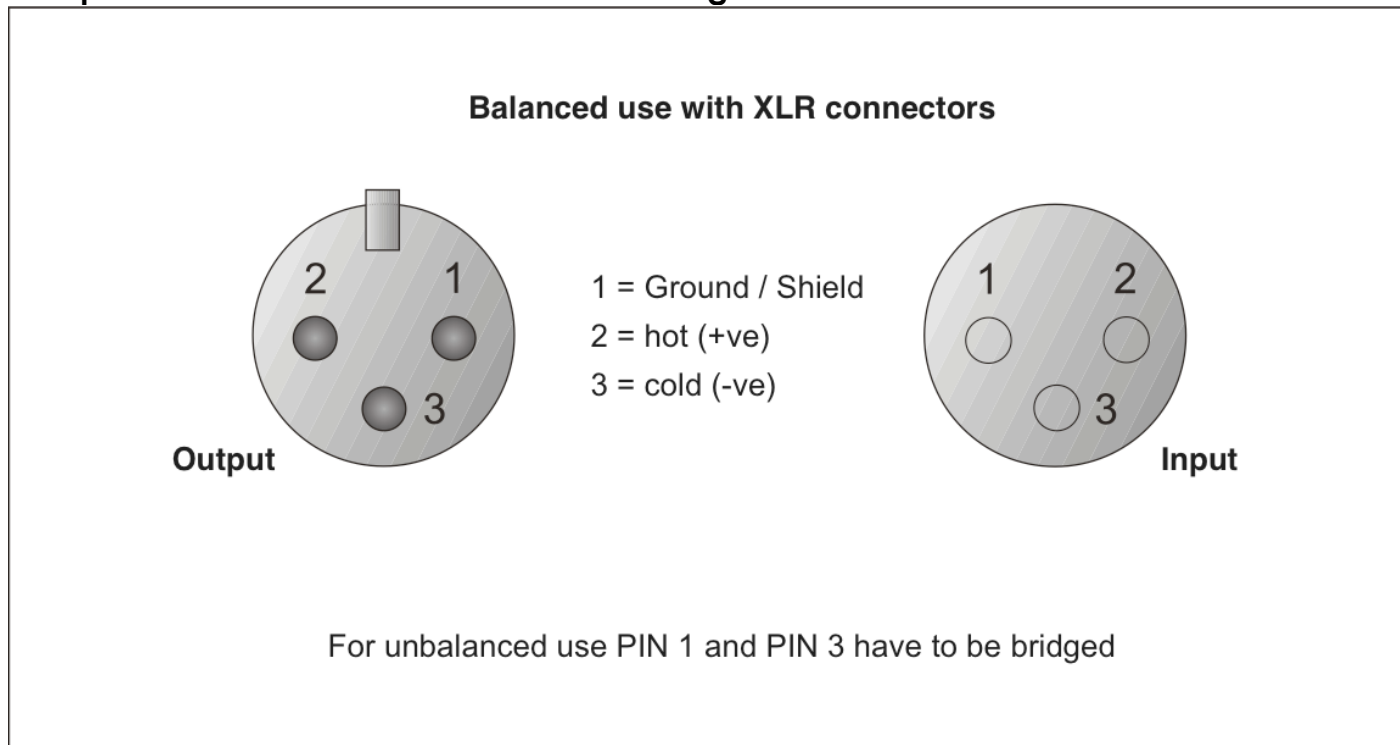 Balanced use with XLR connectors
2 1
3
Output
1 = Ground / Shield
2 = hot (+ve)
3 = cold (-ve)
1 2
3
Input
For unbalanced use PIN 1 and PIN 3 have to be bridged